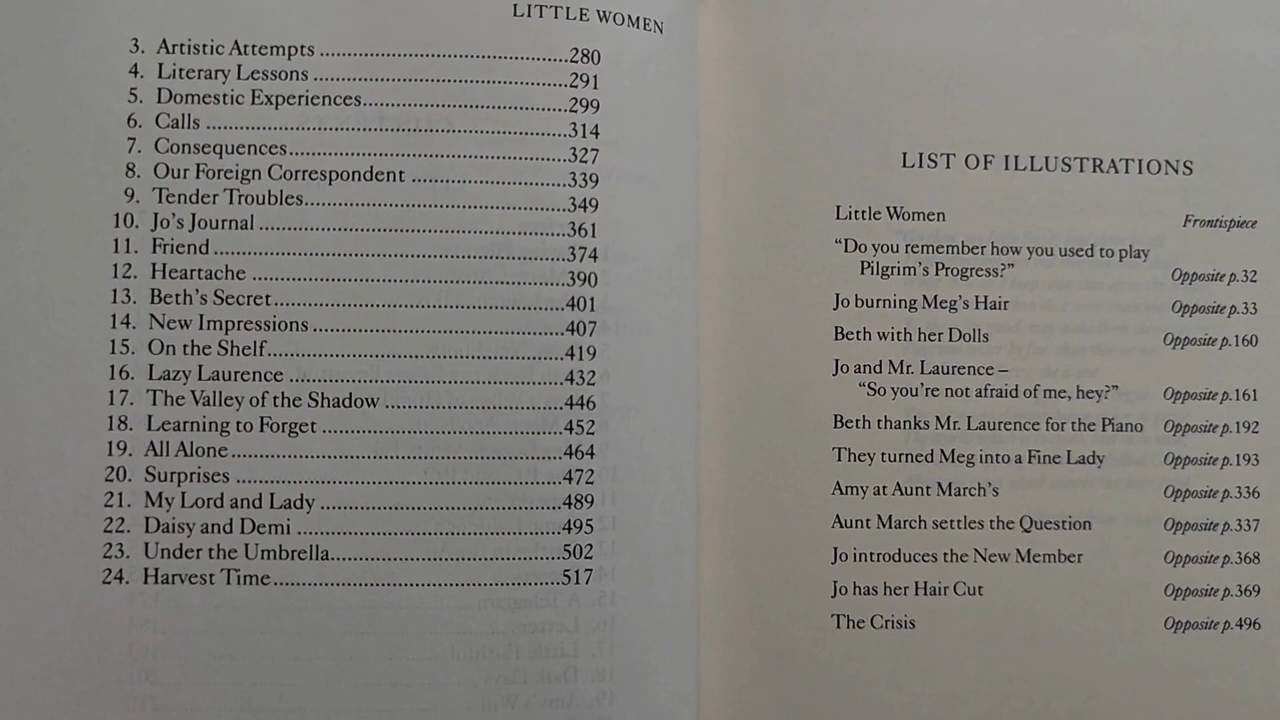 LITTLE WOMEN
3. Artistic Attempts ..........................................280
4. Literary Lessons ...........................................291
5. Domestic Experiences...................................299
6. Calls .............................................................314
7. Consequences...............................................327
8. Our Foreign Correspondent ..........................339
9. Tender Troubles............................................349
10. Jo's Journal ...................................................361
11. Friend...........................................................374
12. Heartache .....................................................390
13. Beth's Secret.................................................401
14. New Impressions ..........................................407
15. On the Shelf..................................................419
16. Lazy Laurence ..............................................432
17. The Valley of the Shadow ..............................446
18. Learning to Forget ........................................452
19. All Alone.......................................................464
20. Surprises ......................................................472
21. My Lord and Lady ........................................489
22. Daisy and Demi ............................................495
23. Under the Umbrella.......................................502
24. Harvest Time................................................517
LIST OF ILLUSTRATIONS
Little Women Frontispiece
“Do you remember how you used to play
Pilgrim's Progress?” Opposite p.32
Jo burning Meg's Hair Opposite p.33
Beth with her Dolls Opposite p.160
Jo and Mr. Laurence –
“So you're not afraid of me, hey?” Opposite p.161
Beth thanks Mr. Laurence for the Piano Opposite p.192
They turned Meg into a Fine Lady Opposite p.193
Amy at Aunt March's Opposite p.336
Aunt March settles the Question Opposite p.337
Jo introduces the New Member Opposite p.368
Jo has her Hair Cut Opposite p.369
The Crisis Opposite p.496